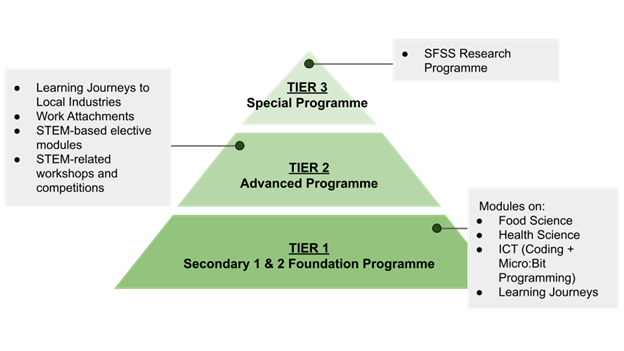 ● SFSS Research
Programme
TIER 3
Special Programme
● Learning Journeys to
Local Industries
● Work Attachments
● STEM-based elective
modules
● STEM-related
workshops and
competitions
TIER 2
Advanced Programme
TIER 1
Secondary 1 & 2 Foundation Programme
Modules on:
● Food Science
● Health Science
● ICT (Coding +
Micro:Bit
Programming)
● Learning Journeys